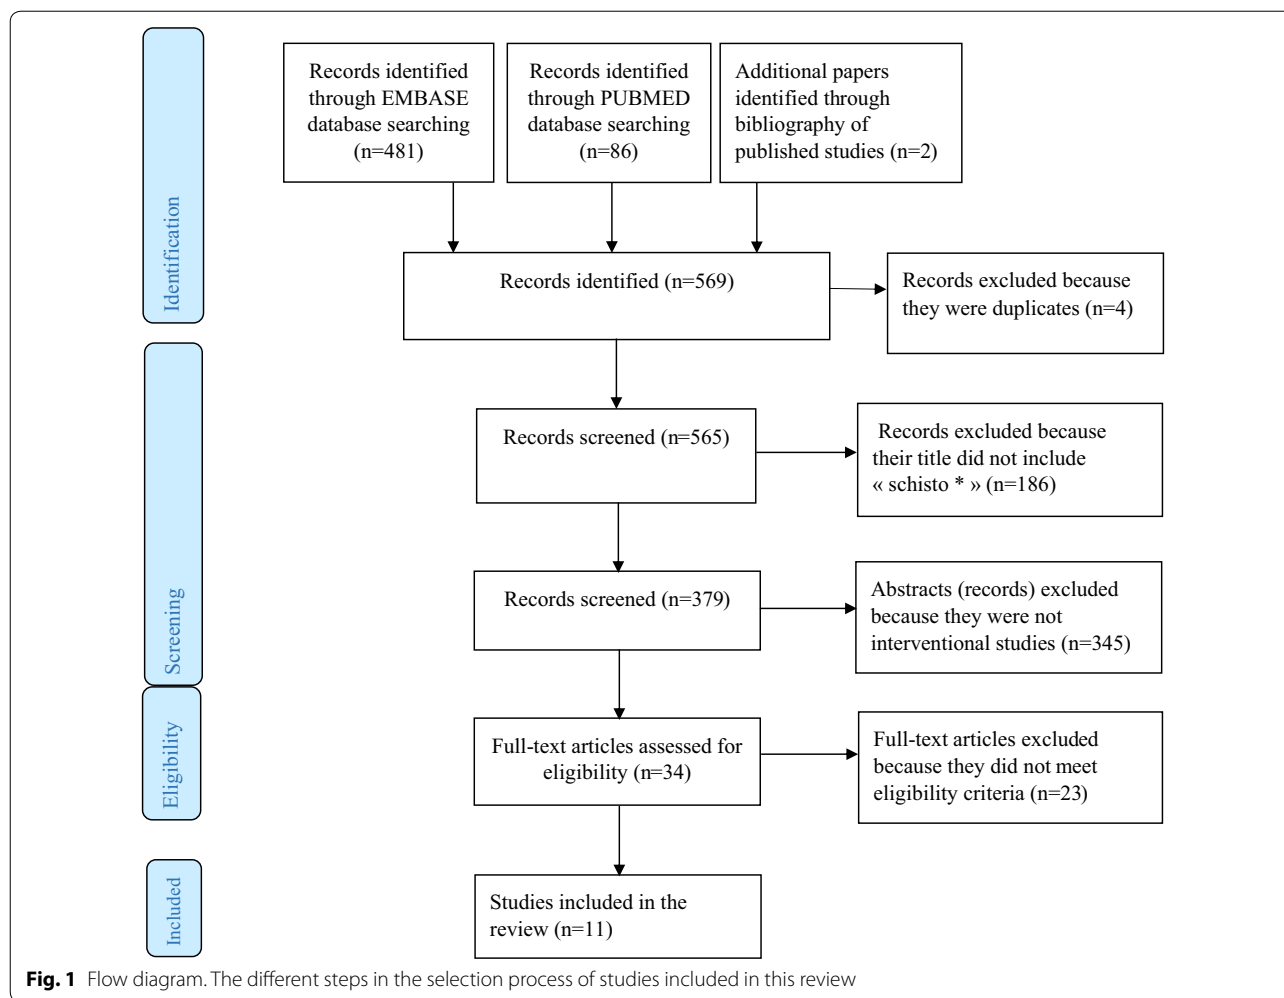 Records identified
through EMBASE
database searching
(n=481)
Records identified
through PUBMED
database searching
(n=86)
Additional papers
identified through
bibliography of
published studies (n=2)
Identification
Records identified (n=569)
Records excluded because
they were duplicates (n=4)
Screening
Records screened (n=565)
Records excluded because
their title did not include
« schisto * » (n=186)
Records screened (n=379)
Abstracts (records) excluded
because they were not
interventional studies (n=345)
Eligibility
Full-text articles assessed for
eligibility (n=34)
Full-text articles excluded
because they did not meet
eligibility criteria (n=23)
Included
Studies included in the
review (n=11)
Fig. 1 Flow diagram. The different steps in the selection process of studies included in this review